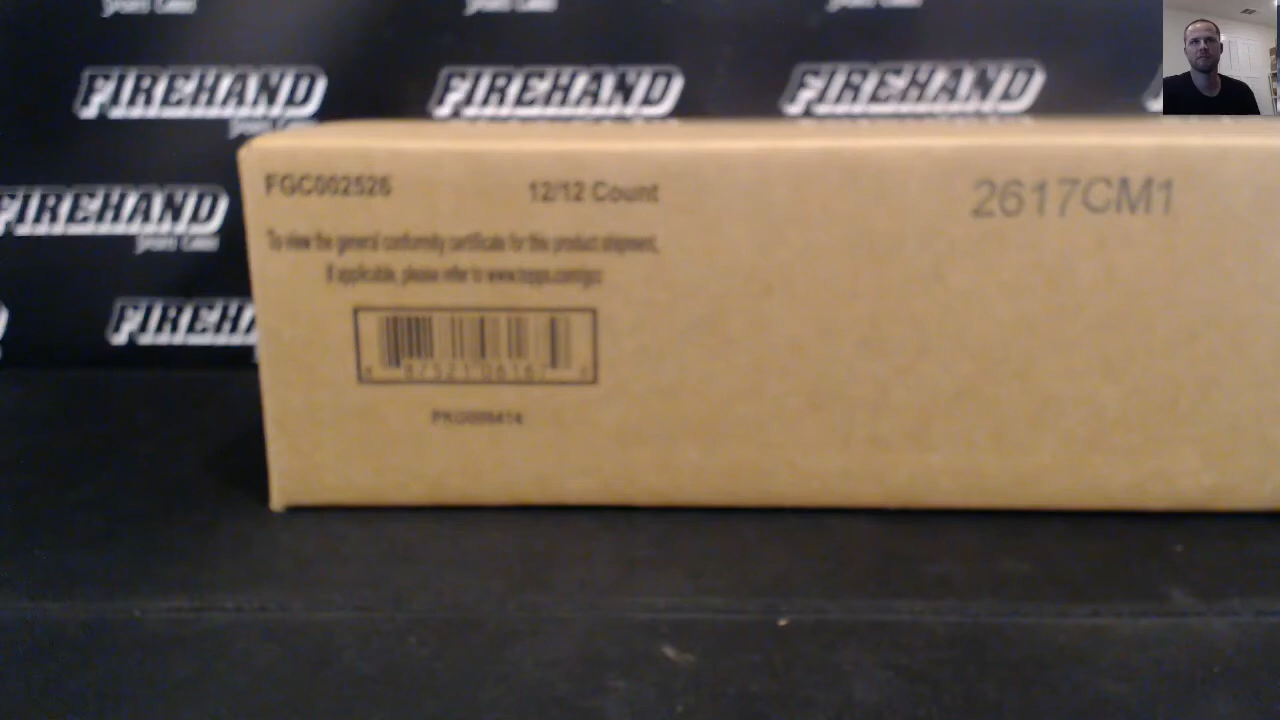 FIREHAND FIREHAND FIREHAND
FIREHAND
FIREH
FGC002526
12/12 Count
2617CM1
To view the general conformity certificate for this product shipment,
if applicable, please refer to www.topps.com/gcc